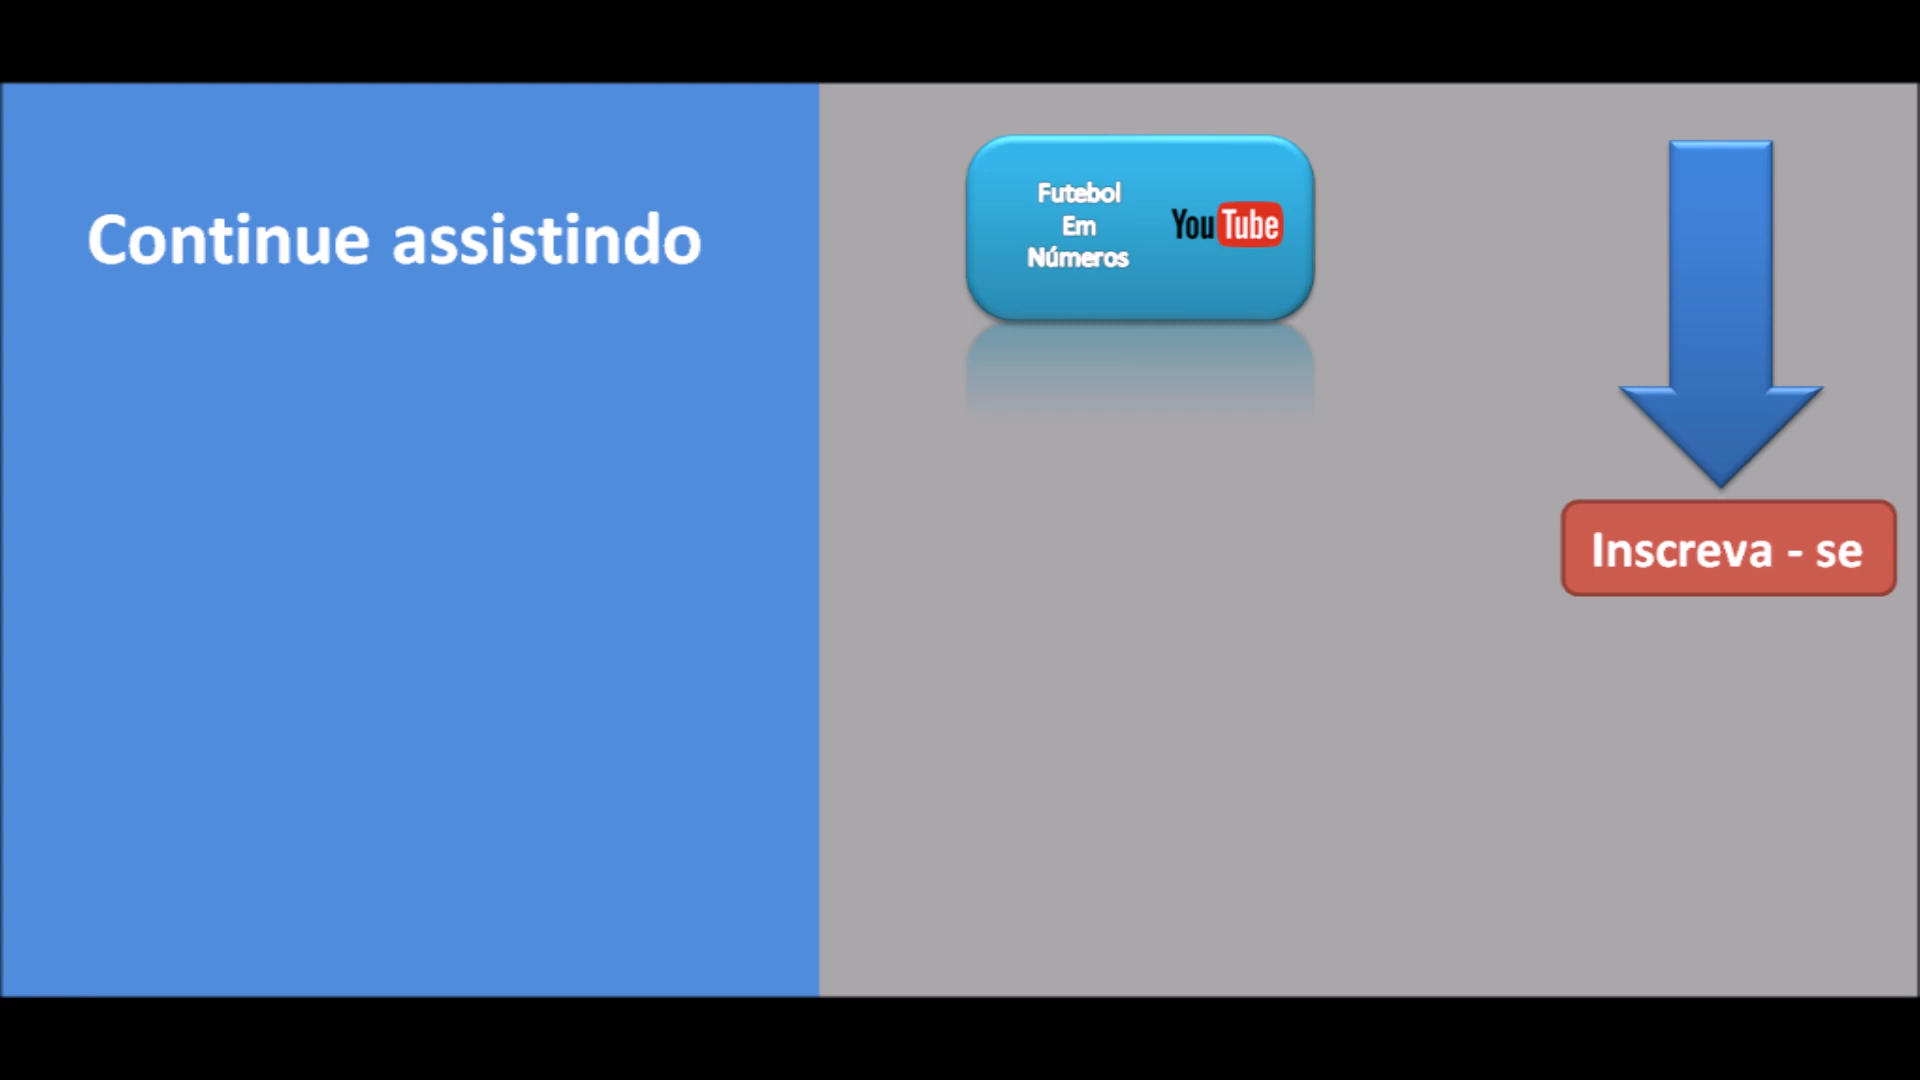 Continue assistindo
Futebol
Em
Números
YouTube
Inscreva - se